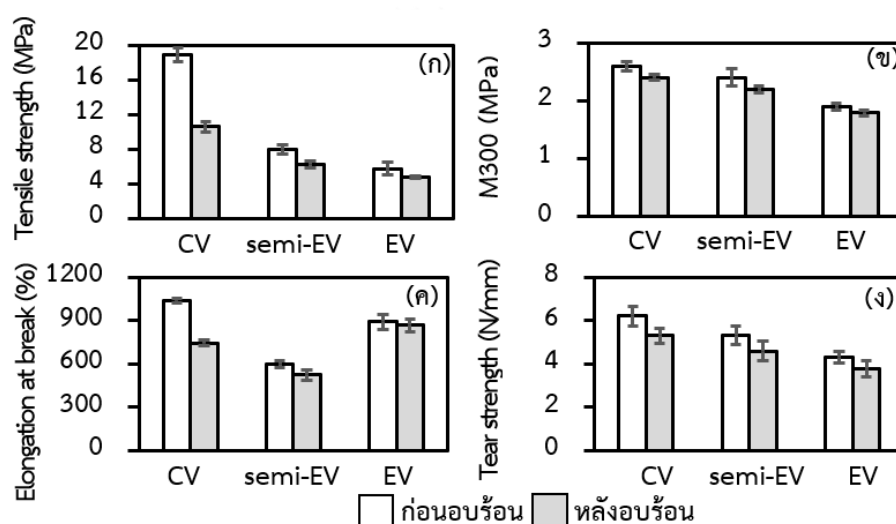 Tensile strength (MPa)
20
16
12
8
4
0
(ก)
CV semi-EV EV
M300 (MPa)
3
2
1
0
(ข)
CV semi-EV EV
Elongation at break (%)
1200
900
600
300
0
(ค)
CV semi-EV EV
Tear strength (N/mm)
8
6
4
2
0
(ง)
CV semi-EV EV
ก่อนอบร้อน หลังอบร้อน